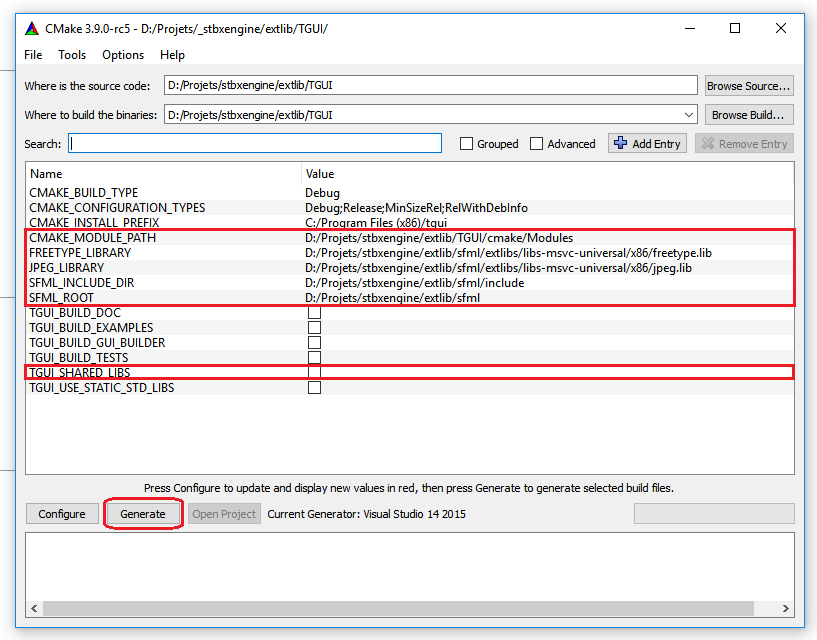 CMake 3.9.0-rc5 - D:/Projets/_stbxengine/extlib/TGUI/
File Tools Options Help
Where is the source code: D:/Projets/stbxengine/extlib/TGUI Browse Source...
Where to build the binaries: D:/Projets/stbxengine/extlib/TGUI Browse Build...
Search: Grouped Advanced Add Entry Remove Entry
Name Value
CMAKE_BUILD_TYPE Debug
CMAKE_CONFIGURATION_TYPES Debug;Release;MinSizeRel;RelWithDebInfo
CMAKE_INSTALL_PREFIX C:/Program Files (x86)/tgui
CMAKE_MODULE_PATH D:/Projets/stbxengine/extlib/TGUI/cmake/Modules
FREETYPE_LIBRARY D:/Projets/stbxengine/extlib/sfml/extlibs/libs-msvc-universal/x86/freetype.lib
JPEG_LIBRARY D:/Projets/stbxengine/extlib/sfml/extlibs/libs-msvc-universal/x86/jpeg.lib
SFML_INCLUDE_DIR D:/Projets/stbxengine/extlib/sfml/include
SFML_ROOT D:/Projets/stbxengine/extlib/sfml
TGUI_BUILD_DOC
TGUI_BUILD_EXAMPLES
TGUI_BUILD_GUI_BUILDER
TGUI_BUILD_TESTS
TGUI_SHARED_LIBS
TGUI_USE_STATIC_STD_LIBS
Press Configure to update and display new values in red, then press Generate to generate selected build files.
Configure Generate Open Project Current Generator: Visual Studio 14 2015